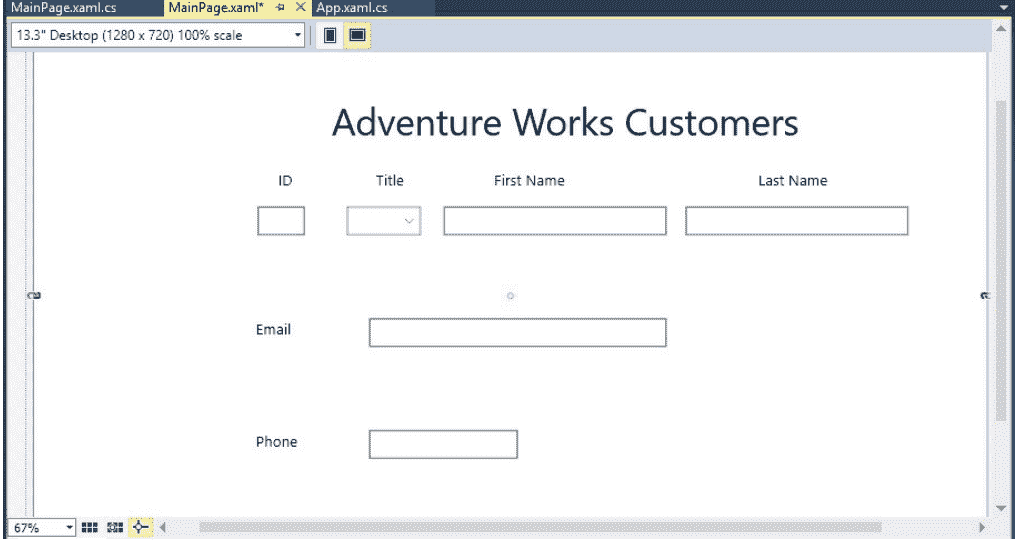 MainPage.xaml.cs MainPage.xaml* App.xaml.cs
13.3" Desktop (1280 x 720) 100% scale
Adventure Works Customers
ID Title First Name Last Name
Email
Phone
67%